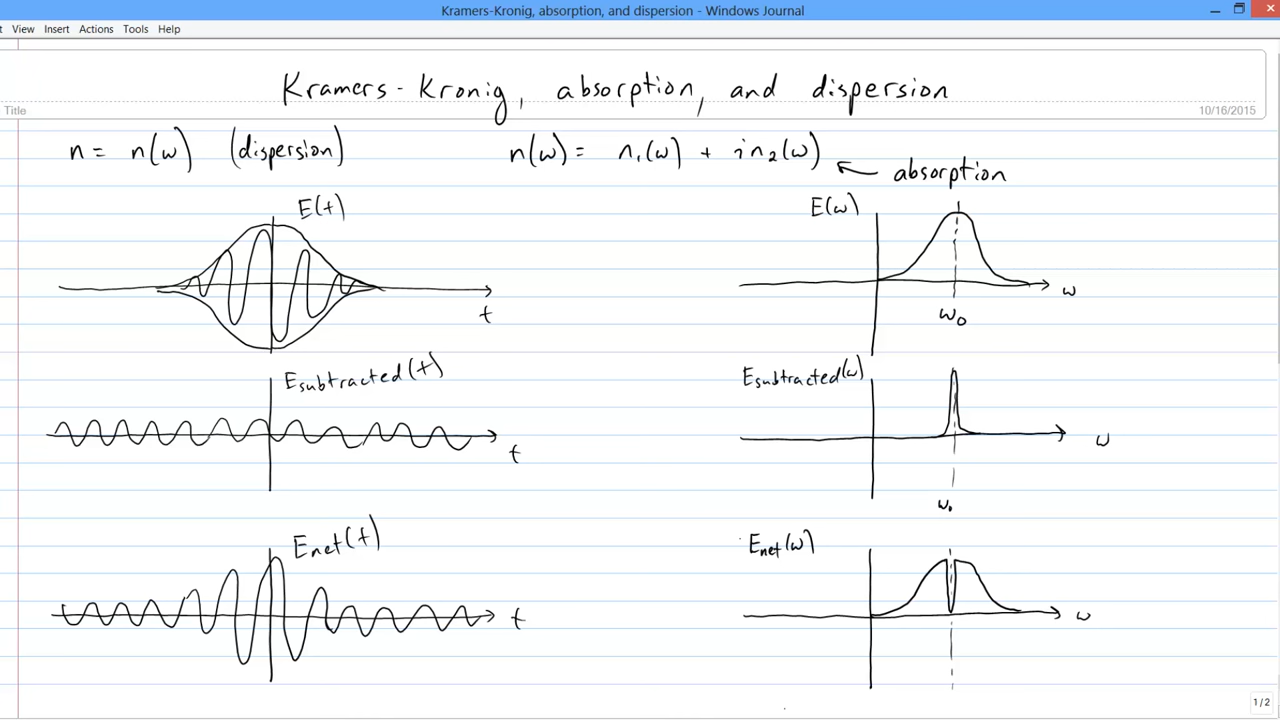 Kramers-Kronig, absorption, and dispersion - Windows Journal
View Insert Actions Tools Help
Kramers-Kronig, absorption, and dispersion
Title
10/16/2015
n = n(ω) (dispersion) n(ω) = n₁(ω) + i n₂(ω)
← absorption
E(t) E(ω)
t ω
ω₀
Esubtracted(t) Esubtracted(ω)
t ω
ω₀
Enet(t) Enet(ω)
t ω
1/2